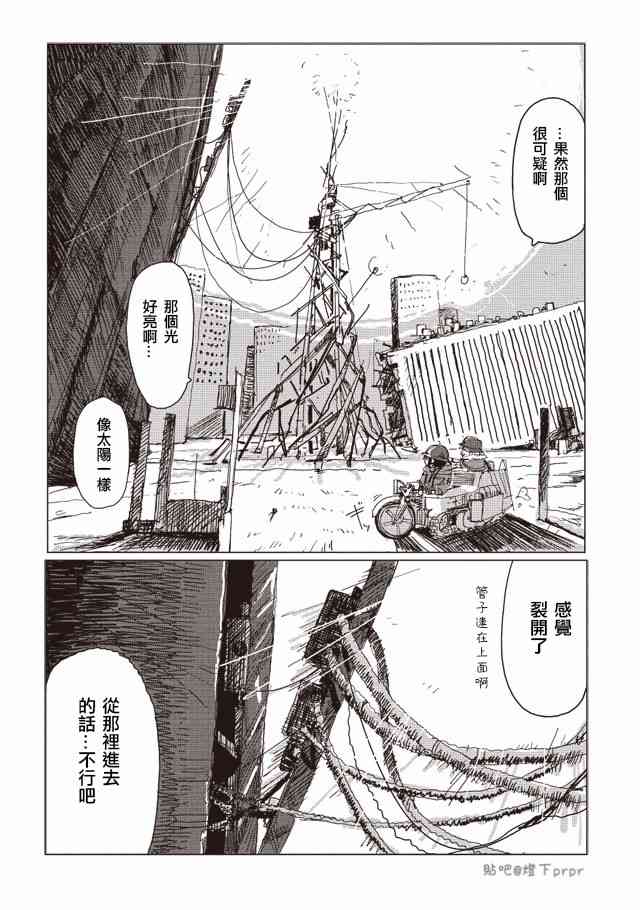 …果然那個
很可疑啊
那個光
好亮啊…
像太陽一樣
感覺
裂開了
管子連在上面啊
從那裡進去
的話…不行吧
貼吧@燈下prpr